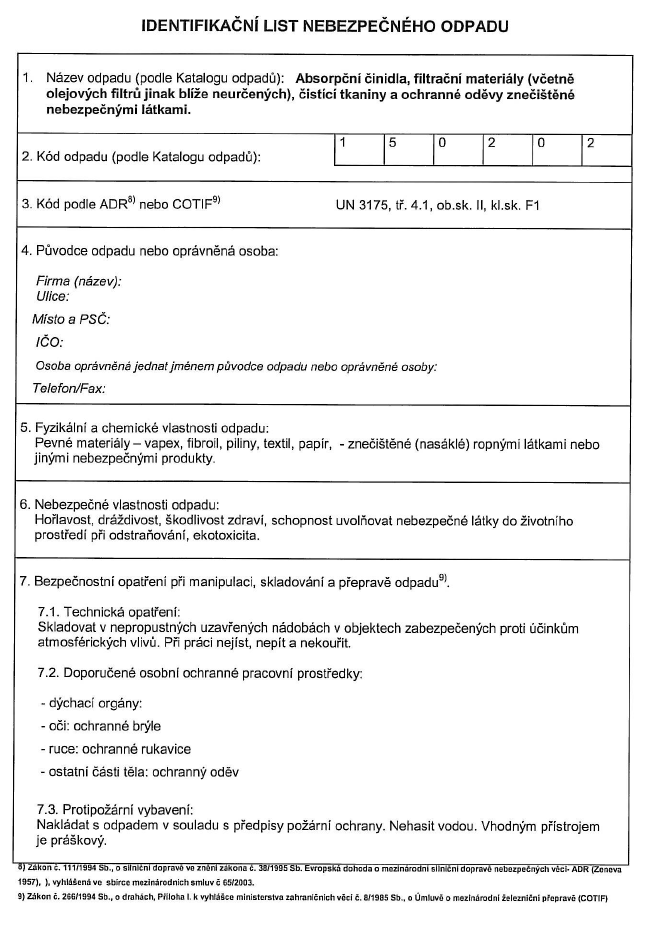 IDENTIFIKAČNÍ LIST NEBEZPEČNÉHO ODPADU
1. Název odpadu (podle Katalogu odpadů): Absorpční činidla, filtrační materiály (včetně
olejových filtrů jinak blíže neurčených), čistící tkaniny a ochranné oděvy znečištěné
nebezpečnými látkami.
2. Kód odpadu (podle Katalogu odpadů): 1 5 0 2 0 2
3. Kód podle ADR8) nebo COTIF9) UN 3175, tř. 4.1, ob.sk. II, kl.sk. F1
4. Původce odpadu nebo oprávněná osoba:
Firma (název):
Ulice:
Místo a PSČ:
IČO:
Osoba oprávněná jednat jménem původce odpadu nebo oprávněné osoby:
Telefon/Fax:
5. Fyzikální a chemické vlastnosti odpadu:
Pevné materiály – vapex, fibroil, piliny, textil, papír, - znečištěné (nasáklé) ropnými látkami nebo
jinými nebezpečnými produkty.
6. Nebezpečné vlastnosti odpadu:
Hořlavost, dráždivost, škodlivost zdraví, schopnost uvolňovat nebezpečné látky do životního
prostředí při odstraňování, ekotoxicita.
7. Bezpečnostní opatření při manipulaci, skladování a přepravě odpadu9).
7.1. Technická opatření:
Skladovat v nepropustných uzavřených nádobách v objektech zabezpečených proti účinkům
atmosférických vlivů. Při práci nejíst, nepít a nekouřit.
7.2. Doporučené osobní ochranné pracovní prostředky:
- dýchací orgány:
- oči: ochranné brýle
- ruce: ochranné rukavice
- ostatní části těla: ochranný oděv
7.3. Protipožární vybavení:
Nakládat s odpadem v souladu s předpisy požární ochrany. Nehasit vodou. Vhodným přístrojem
je práškový.
8) Zákon č. 111/1994 Sb., o silniční dopravě ve znění zákona č. 38/1995 Sb. Evropská dohoda o mezinárodní silniční dopravě nebezpečných věcí- ADR (Ženeva
1957), ), vyhlášená ve sbírce mezinárodních smluv č 65/2003.
9) Zákon č. 266/1994 Sb., o drahách, Příloha I. k vyhlášce ministerstva zahraničních věcí č. 8/1985 Sb., o Úmluvě o mezinárodní železniční přepravě (COTIF)